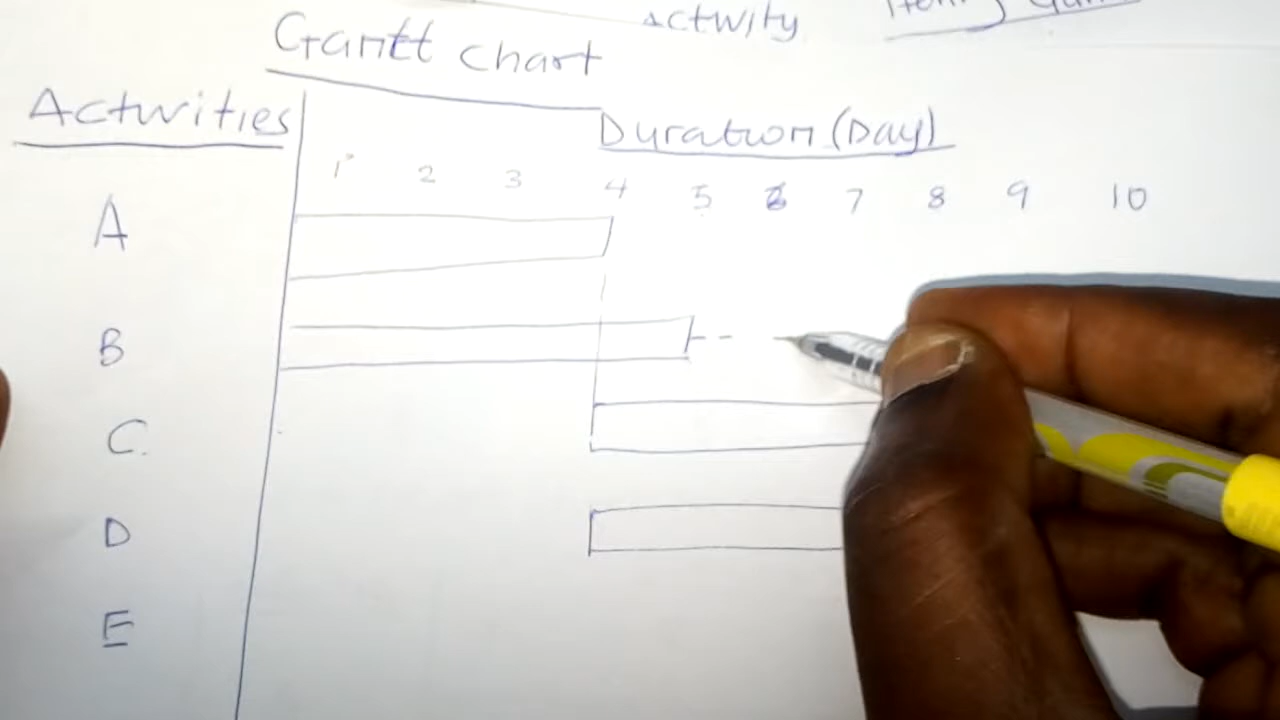 Activity
Gantt chart
Activities
Duration (Day)
1 2 3 4 5 6 7 8 9 10
A
B
C.
D
E